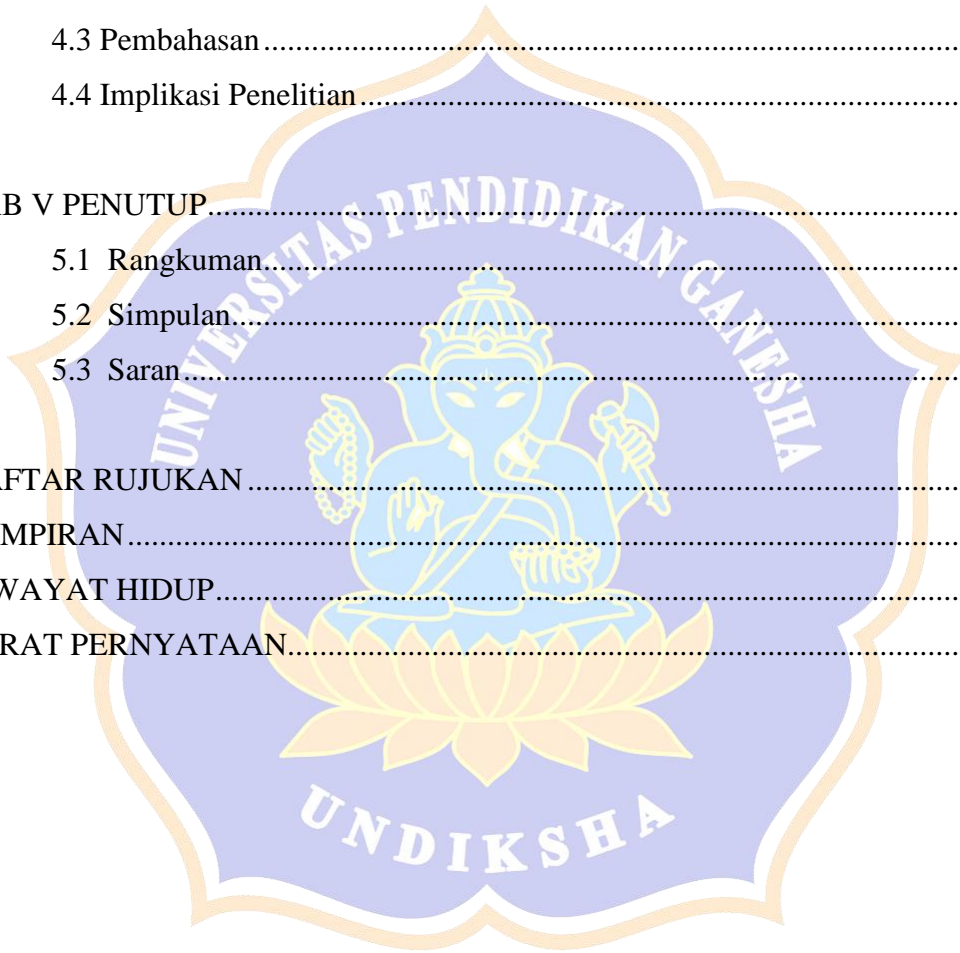 4.3 Pembahasan................................................................................
4.4 Implikasi Penelitian....................................................................
AB V PENUTUP................................................................................
5.1 Rangkuman................................................................................
5.2 Simpulan................................................................................
5.3 Saran................................................................................
AFTAR RUJUKAN................................................................................
MPIRAN................................................................................
WAYAT HIDUP................................................................................
RAT PERNYATAAN................................................................................
UNIVERSITAS PENDIDIKAN GANESHA
UNDIKSHA